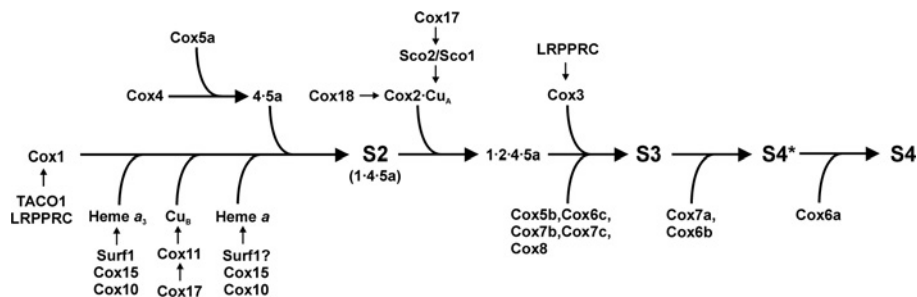 Cox17
Cox5a
Sco2/Sco1
LRPPRC
Cox4
4·5a
Cox18
Cox2·CuA
Cox3
Cox1
S2
1·2·4·5a
S3
S4*
S4
(1·4·5a)
TACO1
LRPPRC
Heme a3
CuB
Heme a
Cox5b,Cox6c,
Cox7b,Cox7c,
Cox8
Cox7a,
Cox6b
Cox6a
Surf1
Cox15
Cox10
Cox11
Cox17
Surf1?
Cox15
Cox10